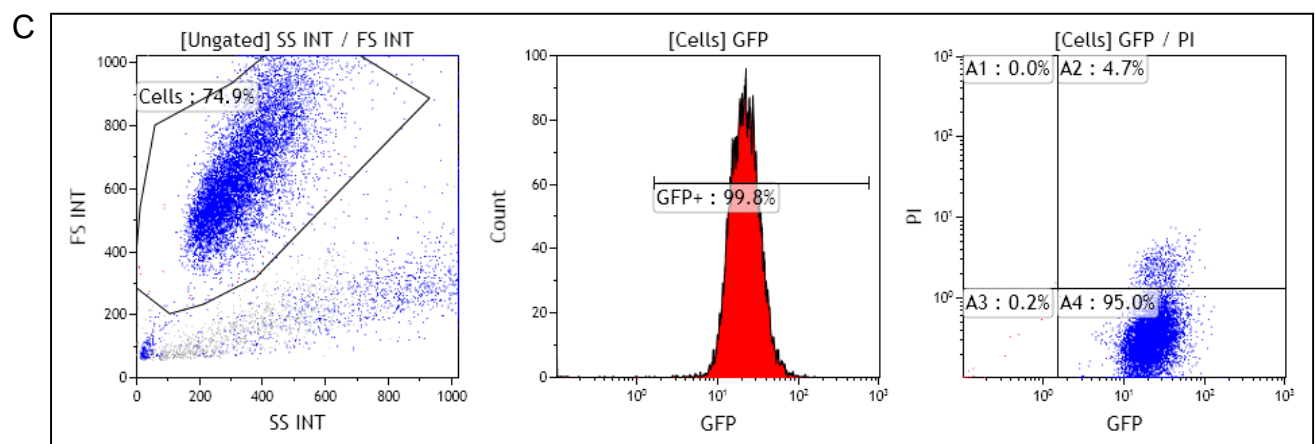 C
[Ungated] SS INT / FS INT
1000
800
600
400
200
0
Cells : 74.9%
FS INT
0 200 400 600 800 1000
SS INT
[Cells] GFP
100
80
60
40
20
0
GFP+ : 99.8%
Count
10⁰ 10¹ 10² 10³
GFP
[Cells] GFP / PI
10³
10²
10¹
10⁰
A1 : 0.0% A2 : 4.7%
A3 : 0.2% A4 : 95.0%
PI
10⁰ 10¹ 10² 10³
GFP